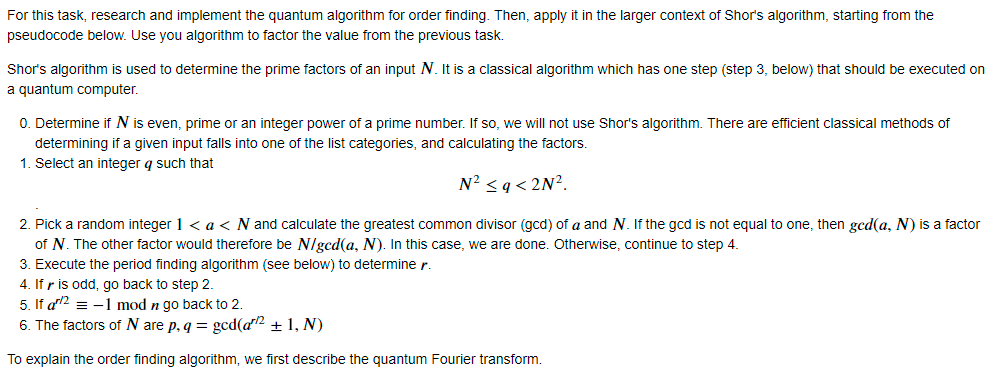 For this task, research and implement the quantum algorithm for order finding. Then, apply it in the larger context of Shor's algorithm, starting from the
pseudocode below. Use you algorithm to factor the value from the previous task.
Shor's algorithm is used to determine the prime factors of an input N. It is a classical algorithm which has one step (step 3, below) that should be executed on
a quantum computer.
0. Determine if N is even, prime or an integer power of a prime number. If so, we will not use Shor's algorithm. There are efficient classical methods of
determining if a given input falls into one of the list categories, and calculating the factors.
1. Select an integer q such that
N² ≤ q < 2N².
.
2. Pick a random integer 1 < a < N and calculate the greatest common divisor (gcd) of a and N. If the gcd is not equal to one, then gcd(a, N) is a factor
of N. The other factor would therefore be N/gcd(a, N). In this case, we are done. Otherwise, continue to step 4.
3. Execute the period finding algorithm (see below) to determine r.
4. If r is odd, go back to step 2.
5. If a^{r/2} ≡ −1 mod n go back to 2.
6. The factors of N are p, q = gcd(a^{r/2} ± 1, N)
To explain the order finding algorithm, we first describe the quantum Fourier transform.